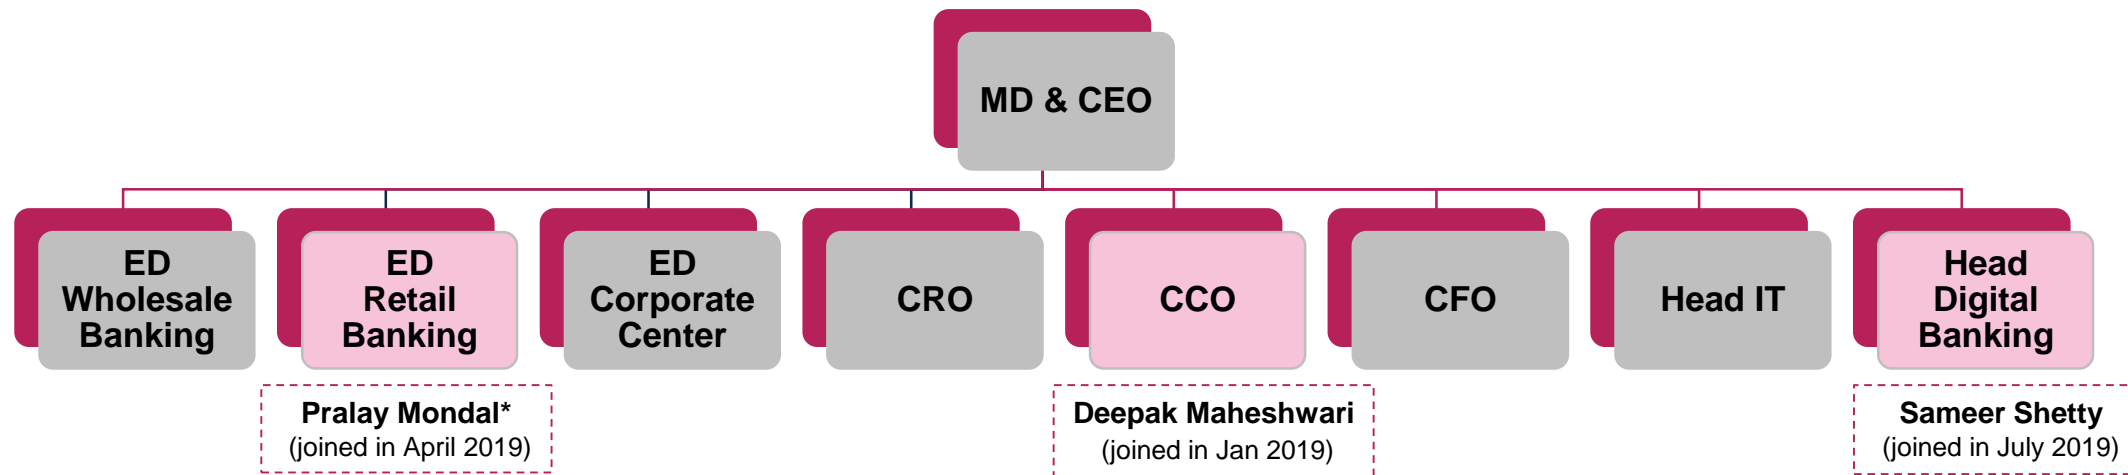 MD & CEO
ED
Wholesale
Banking
ED
Retail
Banking
ED
Corporate
Center
CRO
CCO
CFO
Head IT
Head
Digital
Banking
Pralay Mondal*
(joined in April 2019)
Deepak Maheshwari
(joined in Jan 2019)
Sameer Shetty
(joined in July 2019)